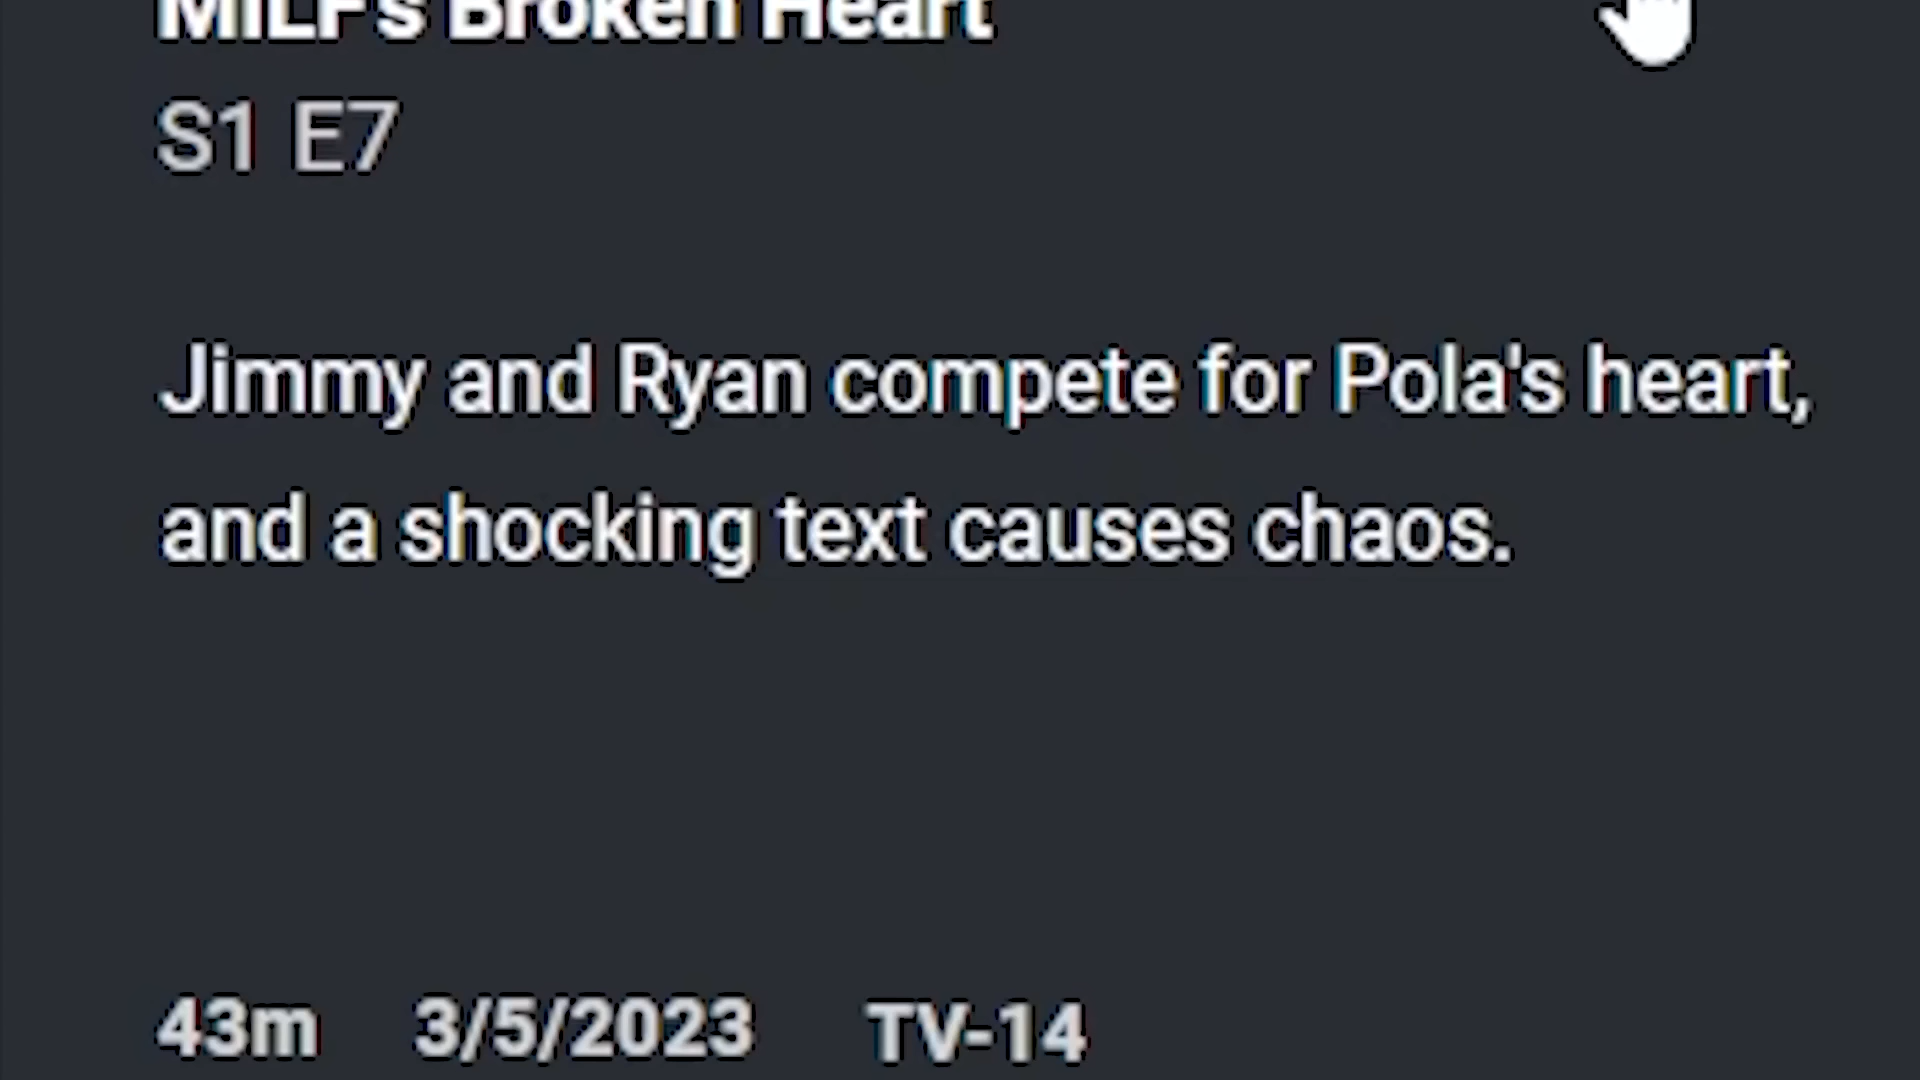 MILF's Broken Heart
S1 E7
Jimmy and Ryan compete for Pola's heart,
and a shocking text causes chaos.
43m 3/5/2023 TV-14